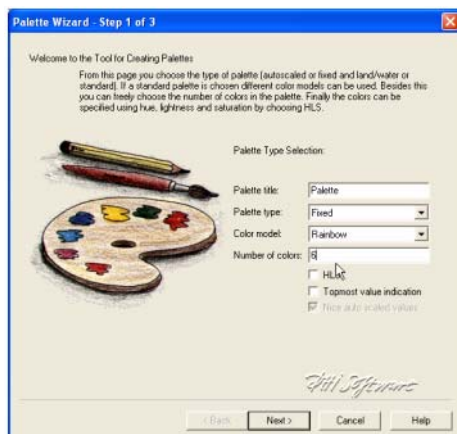 Palette Wizard - Step 1 of 3
Welcome to the Tool for Creating Palettes
From this page you choose the type of palette (autoscaled or fixed and land/water or
standard). If a standard palette is chosen different color models can be used. Besides this
you can freely choose the number of colors in the palette. Finally the colors can be
specified using hue, lightness and saturation by choosing HLS.
Palette Type Selection:
Palette title: Palette
Palette type: Fixed
Color model: Rainbow
Number of colors: 6
Topmost value indication
Nice auto scaled values
DHI Software
< Back Next > Cancel Help